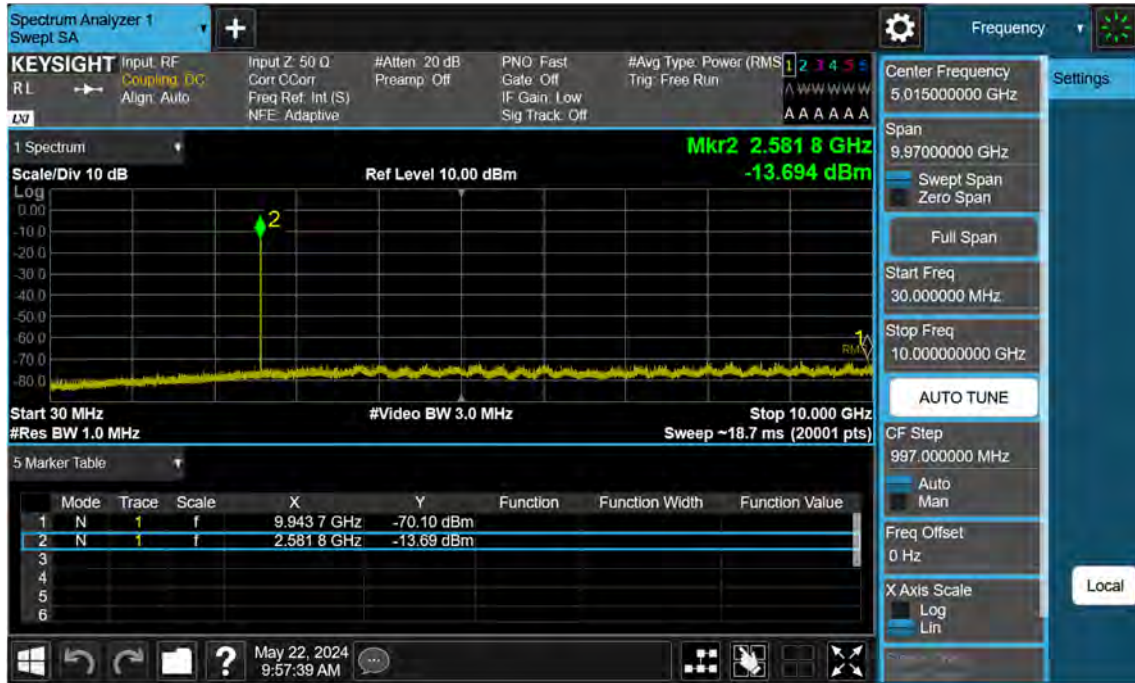 Spectrum Analyzer 1
Swept SA
+
Frequency
KEYSIGHT
RL
LXI
Input: RF
Coupling: DC
Align: Auto
Input Z: 50 Ω
Corr CCorr
Freq Ref: Int (S)
NFE: Adaptive
#Atten: 20 dB
Preamp: Off
PNO: Fast
Gate: Off
IF Gain: Low
Sig Track: Off
#Avg Type: Power (RMS
Trig: Free Run
1 2 3 4 5 6
A W W W W W
A A A A A A
1 Spectrum
Scale/Div 10 dB
Ref Level 10.00 dBm
Mkr2 2.581 8 GHz
-13.694 dBm
Log
0.00
-10.0
-20.0
-30.0
-40.0
-50.0
-60.0
-70.0
-80.0
2
1
RMS
Start 30 MHz
#Video BW 3.0 MHz
Stop 10.000 GHz
#Res BW 1.0 MHz
Sweep ~18.7 ms (20001 pts)
5 Marker Table
Mode Trace Scale X Y Function Function Width Function Value
1 N 1 f 9.943 7 GHz -70.10 dBm
2 N 1 f 2.581 8 GHz -13.69 dBm
3
4
5
6
May 22, 2024
9:57:39 AM
?
Center Frequency
5.015000000 GHz
Settings
Span
9.97000000 GHz
Swept Span
Zero Span
Full Span
Start Freq
30.000000 MHz
Stop Freq
10.000000000 GHz
AUTO TUNE
CF Step
997.000000 MHz
Auto
Man
Freq Offset
0 Hz
X Axis Scale
Log
Lin
Local